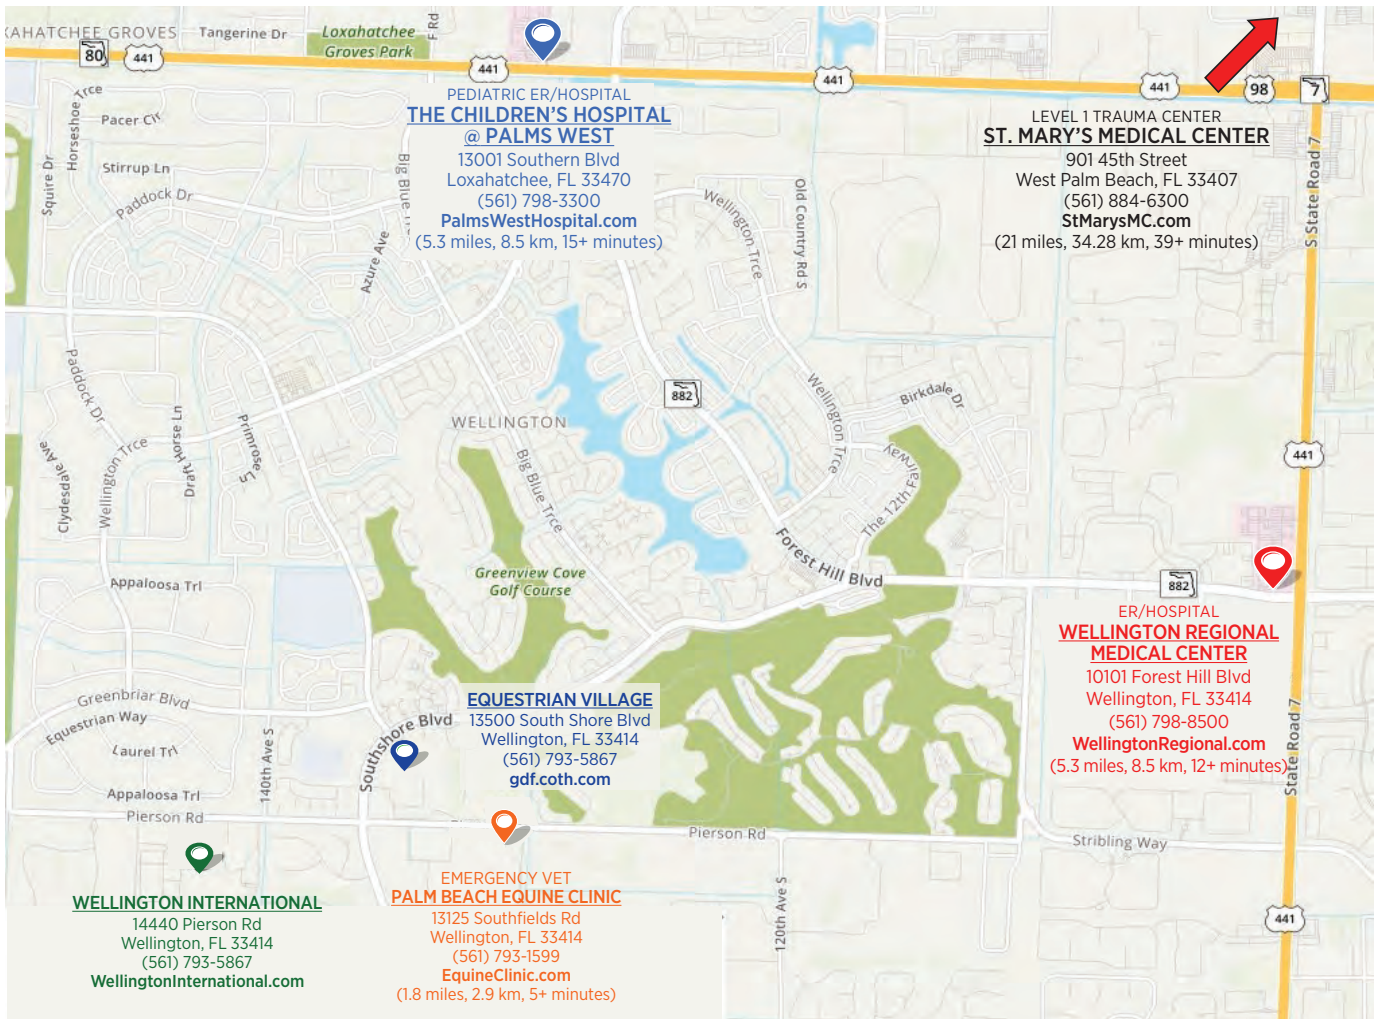 XAHATCHEE GROVES
Tangerine Dr
Loxahatchee
Groves Park
F Rd
80
441
441
441
441
98
7
PEDIATRIC ER/HOSPITAL
THE CHILDREN'S HOSPITAL
@ PALMS WEST
13001 Southern Blvd
Loxahatchee, FL 33470
(561) 798-3300
PalmsWestHospital.com
(5.3 miles, 8.5 km, 15+ minutes)
LEVEL 1 TRAUMA CENTER
ST. MARY'S MEDICAL CENTER
901 45th Street
West Palm Beach, FL 33407
(561) 884-6300
StMarysMC.com
(21 miles, 34.28 km, 39+ minutes)
Horseshoe Trce
Pacer Cir
Stirrup Ln
Squire Dr
Paddock Dr
Big Blue
Azure Ave
Wellington Trce
Old Country Rd S
S State Road 7
Paddock Dr
882
Wellington Trce
Birkdale Dr
WELLINGTON
Clydesdale Ave
Wellington Trce
Draft Horse Ln
Primrose Ln
Big Blue Trce
The 12th Fairway
441
Forest Hill Blvd
Greenview Cove
Golf Course
Appaloosa Trl
882
ER/HOSPITAL
WELLINGTON REGIONAL
MEDICAL CENTER
10101 Forest Hill Blvd
Wellington, FL 33414
(561) 798-8500
WellingtonRegional.com
(5.3 miles, 8.5 km, 12+ minutes)
Greenbriar Blvd
Equestrian Way
Laurel Trl
140th Ave S
Southshore Blvd
EQUESTRIAN VILLAGE
13500 South Shore Blvd
Wellington, FL 33414
(561) 793-5867
gdf.coth.com
State Road 7
Appaloosa Trl
Pierson Rd
Pierson Rd
Stribling Way
120th Ave S
441
WELLINGTON INTERNATIONAL
14440 Pierson Rd
Wellington, FL 33414
(561) 793-5867
WellingtonInternational.com
EMERGENCY VET
PALM BEACH EQUINE CLINIC
13125 Southfields Rd
Wellington, FL 33414
(561) 793-1599
EquineClinic.com
(1.8 miles, 2.9 km, 5+ minutes)